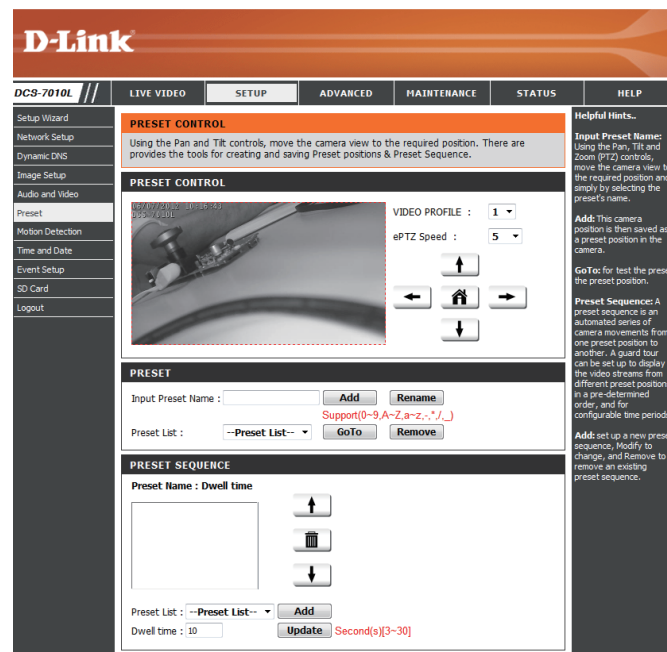 D-Link
DCS-7010L
LIVE VIDEO
SETUP
ADVANCED
MAINTENANCE
STATUS
HELP
Setup Wizard
Network Setup
Dynamic DNS
Image Setup
Audio and Video
Preset
Motion Detection
Time and Date
Event Setup
SD Card
Logout
PRESET CONTROL
Using the Pan and Tilt controls, move the camera view to the required position. There are
provides the tools for creating and saving Preset positions & Preset Sequence.
PRESET CONTROL
DCS-7010L
VIDEO PROFILE : 1
ePTZ Speed : 5
PRESET
Input Preset Name : Add Rename
Support(0~9,A~Z,a~z,-,*,/,_)
Preset List : --Preset List-- GoTo Remove
PRESET SEQUENCE
Preset Name : Dwell time
Preset List : --Preset List-- Add
Dwell time : 10 Update Second(s)[3~30]
Helpful Hints..
Input Preset Name:
Using the Pan, Tilt and
Zoom (PTZ) controls,
move the camera view to
the required position and
simply by selecting the
preset's name.
Add: This camera
position is then saved as
a preset position in the
camera.
GoTo: for test the prese
the preset position.
Preset Sequence: A
preset sequence is an
automated series of
camera movements from
one preset position to
another. A guard tour
can be set up to display
the video streams from
different preset position
in a pre-determined
order, and for
configurable time periods
Add: set up a new prese
sequence, Modify to
change, and Remove to
remove an existing
preset sequence.